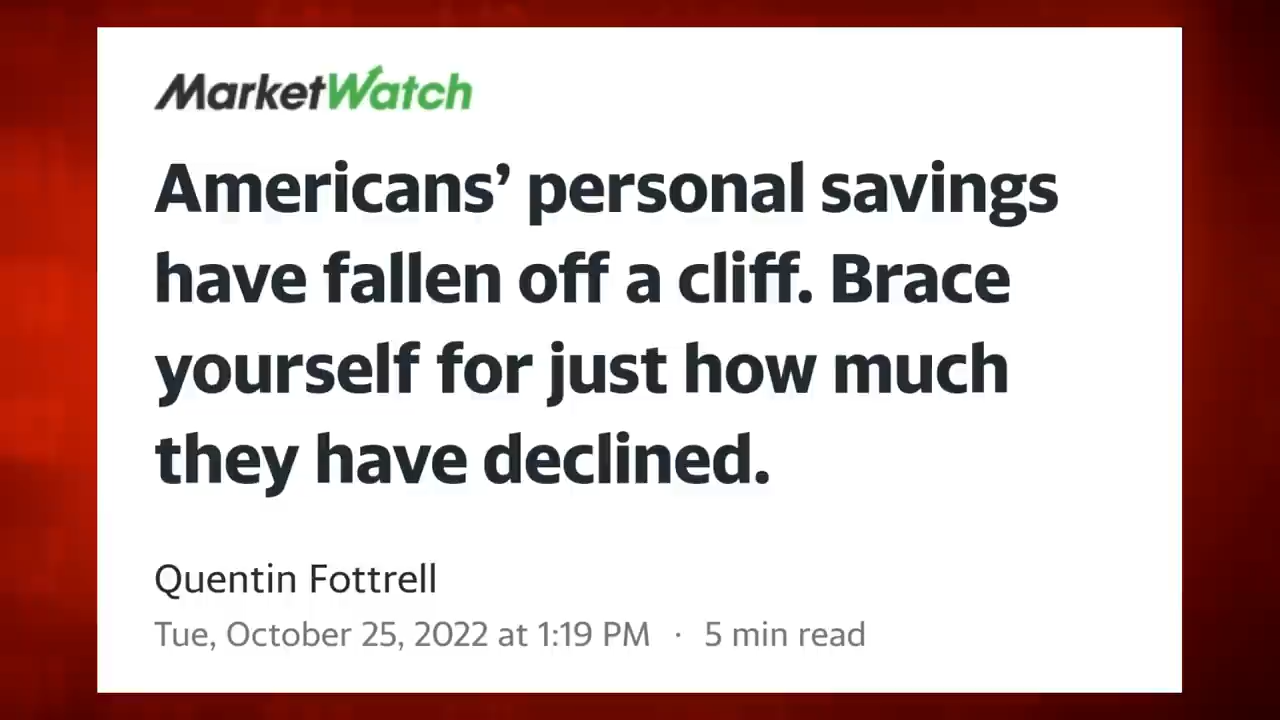 MarketWatch
Americans’ personal savings
have fallen off a cliff. Brace
yourself for just how much
they have declined.
Quentin Fottrell
Tue, October 25, 2022 at 1:19 PM · 5 min read